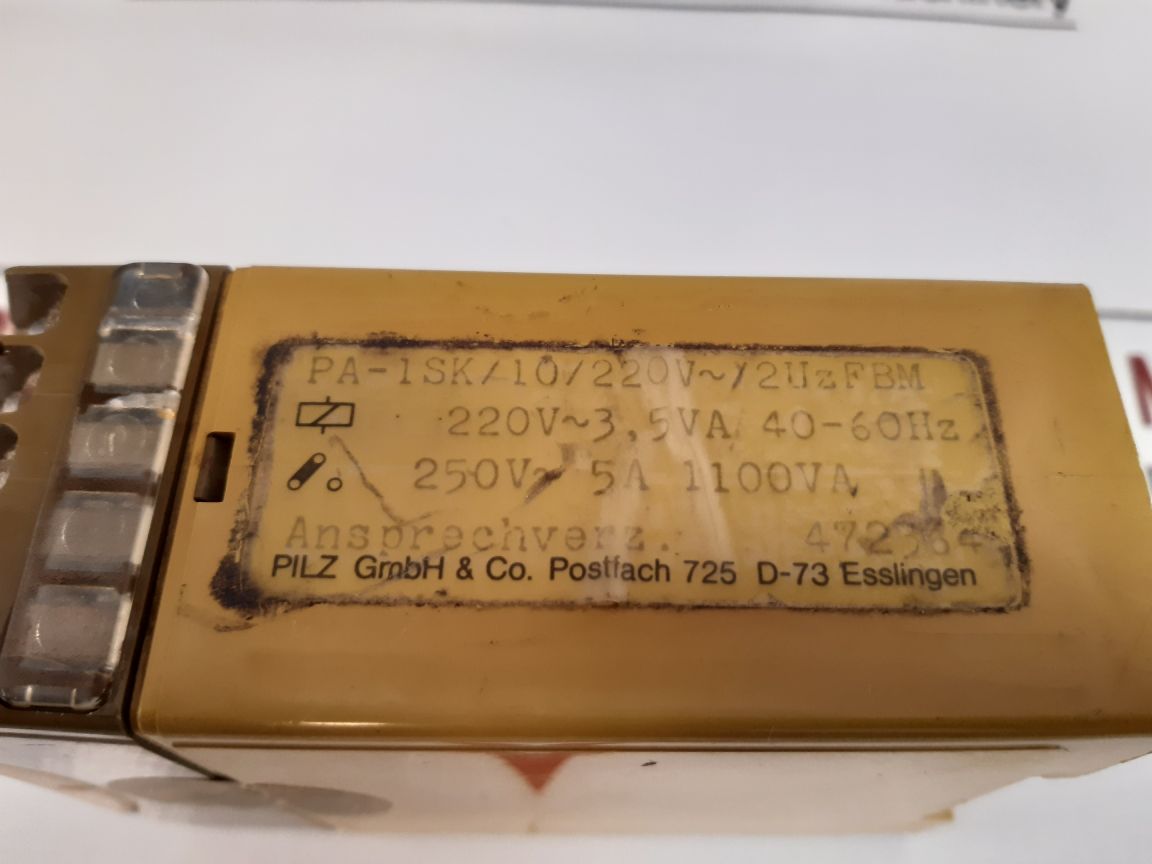 PA-1SK/10/220V~/2UzFBM
220V~3,5VA 40-60Hz
250V~ 5A 1100VA
Ansprechverz.
PILZ GmbH & Co. Postfach 725 D-73 Esslingen